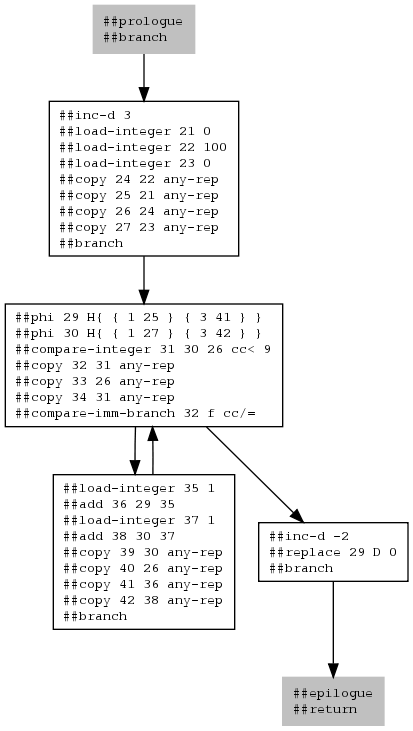 ##prologue
##branch
##inc-d 3
##load-integer 21 0
##load-integer 22 100
##load-integer 23 0
##copy 24 22 any-rep
##copy 25 21 any-rep
##copy 26 24 any-rep
##copy 27 23 any-rep
##branch
##phi 29 H{ { 1 25 } { 3 41 } }
##phi 30 H{ { 1 27 } { 3 42 } }
##compare-integer 31 30 26 cc< 9
##copy 32 31 any-rep
##copy 33 26 any-rep
##copy 34 31 any-rep
##compare-imm-branch 32 f cc/=
##load-integer 35 1
##add 36 29 35
##load-integer 37 1
##add 38 30 37
##copy 39 30 any-rep
##copy 40 26 any-rep
##copy 41 36 any-rep
##copy 42 38 any-rep
##branch
##inc-d -2
##replace 29 D 0
##branch
##epilogue
##return